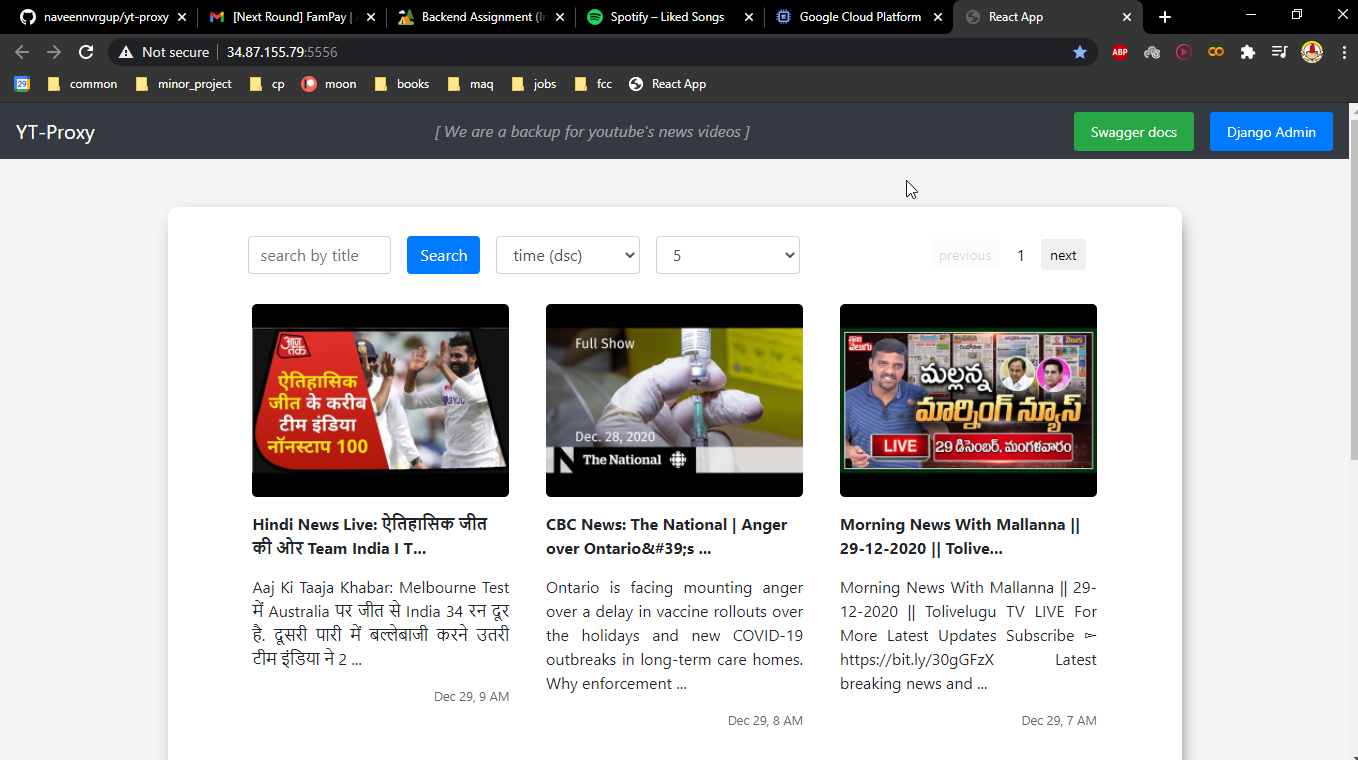 naveennvrgup/yt-proxy
[Next Round] FamPay |
Backend Assignment (In
Spotify – Liked Songs
Google Cloud Platform
React App
Not secure
34.87.155.79:5556
ABP
29
common
minor_project
cp
moon
books
maq
jobs
fcc
React App
YT-Proxy
[ We are a backup for youtube's news videos ]
Swagger docs
Django Admin
search by title
Search
time (dsc)
5
previous
1
next
आज तक
ऐतिहासिक
जीत के करीब
टीम इंडिया
नॉनस्टाप 100
Full Show
Dec. 28, 2020
N The National
మల్లన్న
మార్నింగ్ న్యూస్
LIVE
29 డిసెంబర్, మంగళవారం
Hindi News Live: ऐतिहासिक जीत
की ओर Team India I T...
Aaj Ki Taaja Khabar: Melbourne Test
में Australia पर जीत से India 34 रन दूर
है. दूसरी पारी में बल्लेबाजी करने उतरी
टीम इंडिया ने 2 ...
Dec 29, 9 AM
CBC News: The National | Anger
over Ontario&#39;s ...
Ontario is facing mounting anger
over a delay in vaccine rollouts over
the holidays and new COVID-19
outbreaks in long-term care homes.
Why enforcement ...
Dec 29, 8 AM
Morning News With Mallanna ||
29-12-2020 || Tolive...
Morning News With Mallanna || 29-
12-2020 || Tolivelugu TV LIVE For
More Latest Updates Subscribe ➣
https://bit.ly/30gGFzX Latest
breaking news and ...
Dec 29, 7 AM